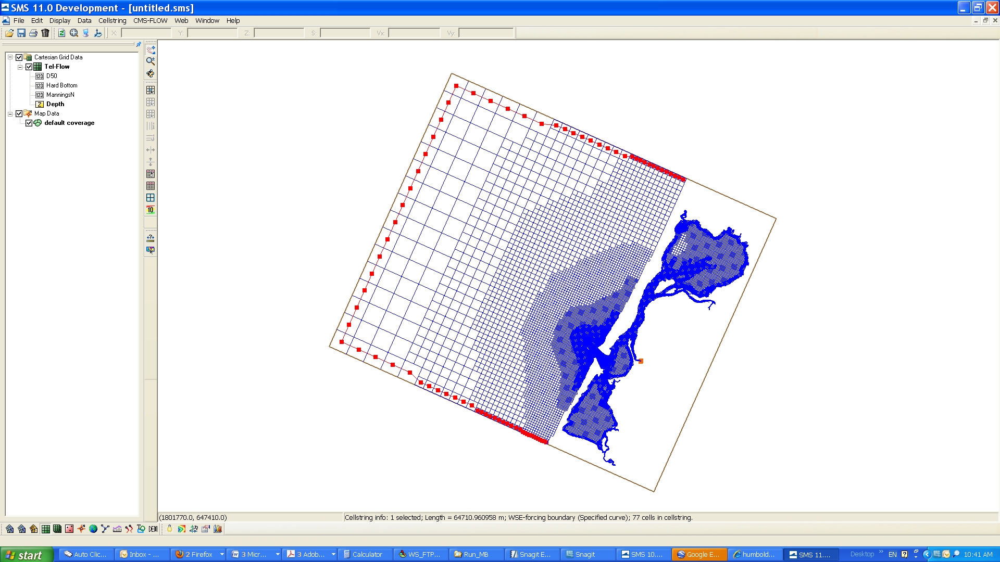 SMS 11.0 Development - [untitled.sms]
File Edit Display Data Cellstring CMS-FLOW Web Window Help
X: Y: Z: S: Vx: Vy:
Cartesian Grid Data
Tel-Flow
123 D50
123 Hard Bottom
123 ManningsN
Z Depth
Map Data
default coverage
10
(1801770.0, 647410.0) Cellstring info: 1 selected; Length = 64710.960958 m; WSE-forcing boundary (Specified curve); 77 cells in cellstring.
DEM
start Auto Clic... Inbox - ... 2 Firefox 3 Micr... 3 Adob... Calculator WS_FTP... Run_MB Snagit E... Snagit SMS 10.... Google E... humbold... SMS 11.... Desktop » EN 10:41 AM